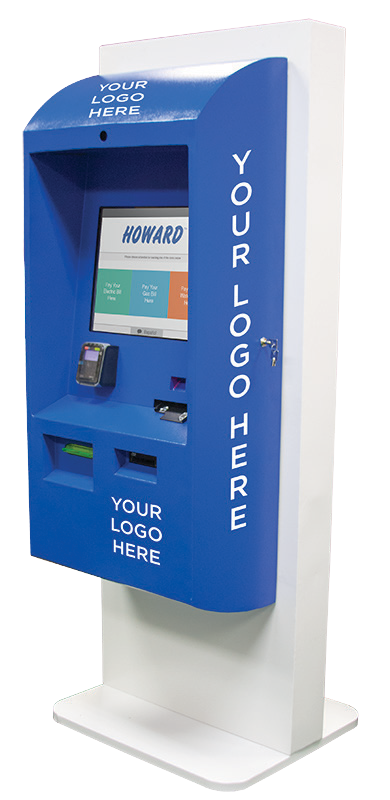 YOUR
LOGO
HERE
HOWARD
Pay Your
Electric Bill
Here
Pay Your
Gas Bill
Here
YOUR LOGO HERE
YOUR
LOGO
HERE